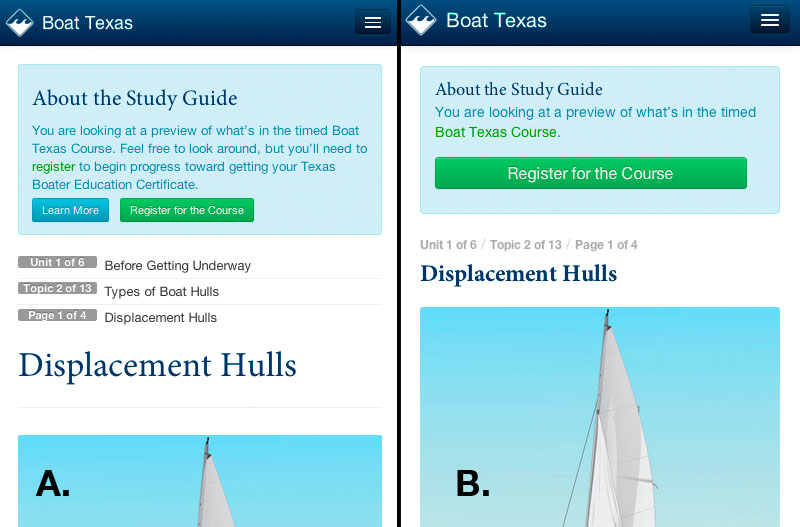 Boat Texas
About the Study Guide
You are looking at a preview of what's in the timed Boat
Texas Course. Feel free to look around, but you'll need to
register to begin progress toward getting your Texas
Boater Education Certificate.
Learn More Register for the Course
Unit 1 of 6 Before Getting Underway
Topic 2 of 13 Types of Boat Hulls
Page 1 of 4 Displacement Hulls
Displacement Hulls
A.
Boat Texas
About the Study Guide
You are looking at a preview of what's in the timed
Boat Texas Course.
Register for the Course
Unit 1 of 6 / Topic 2 of 13 / Page 1 of 4
Displacement Hulls
B.